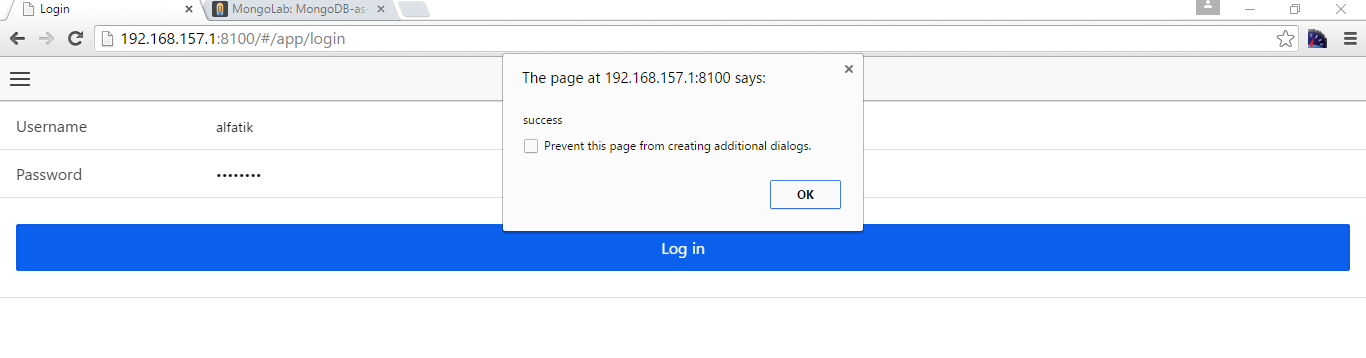 Login
MongoLab: MongoDB-as-
192.168.157.1:8100/#/app/login
The page at 192.168.157.1:8100 says:
success
Prevent this page from creating additional dialogs.
OK
Username alfatik
Password ••••••••
Log in